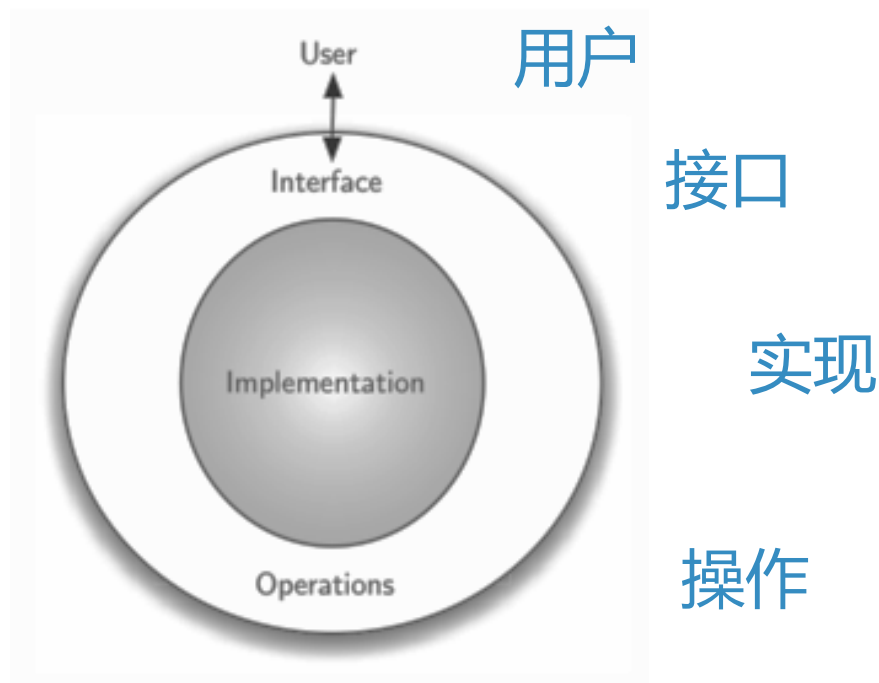 User
用户
Interface
接口
Implementation
实现
Operations
操作